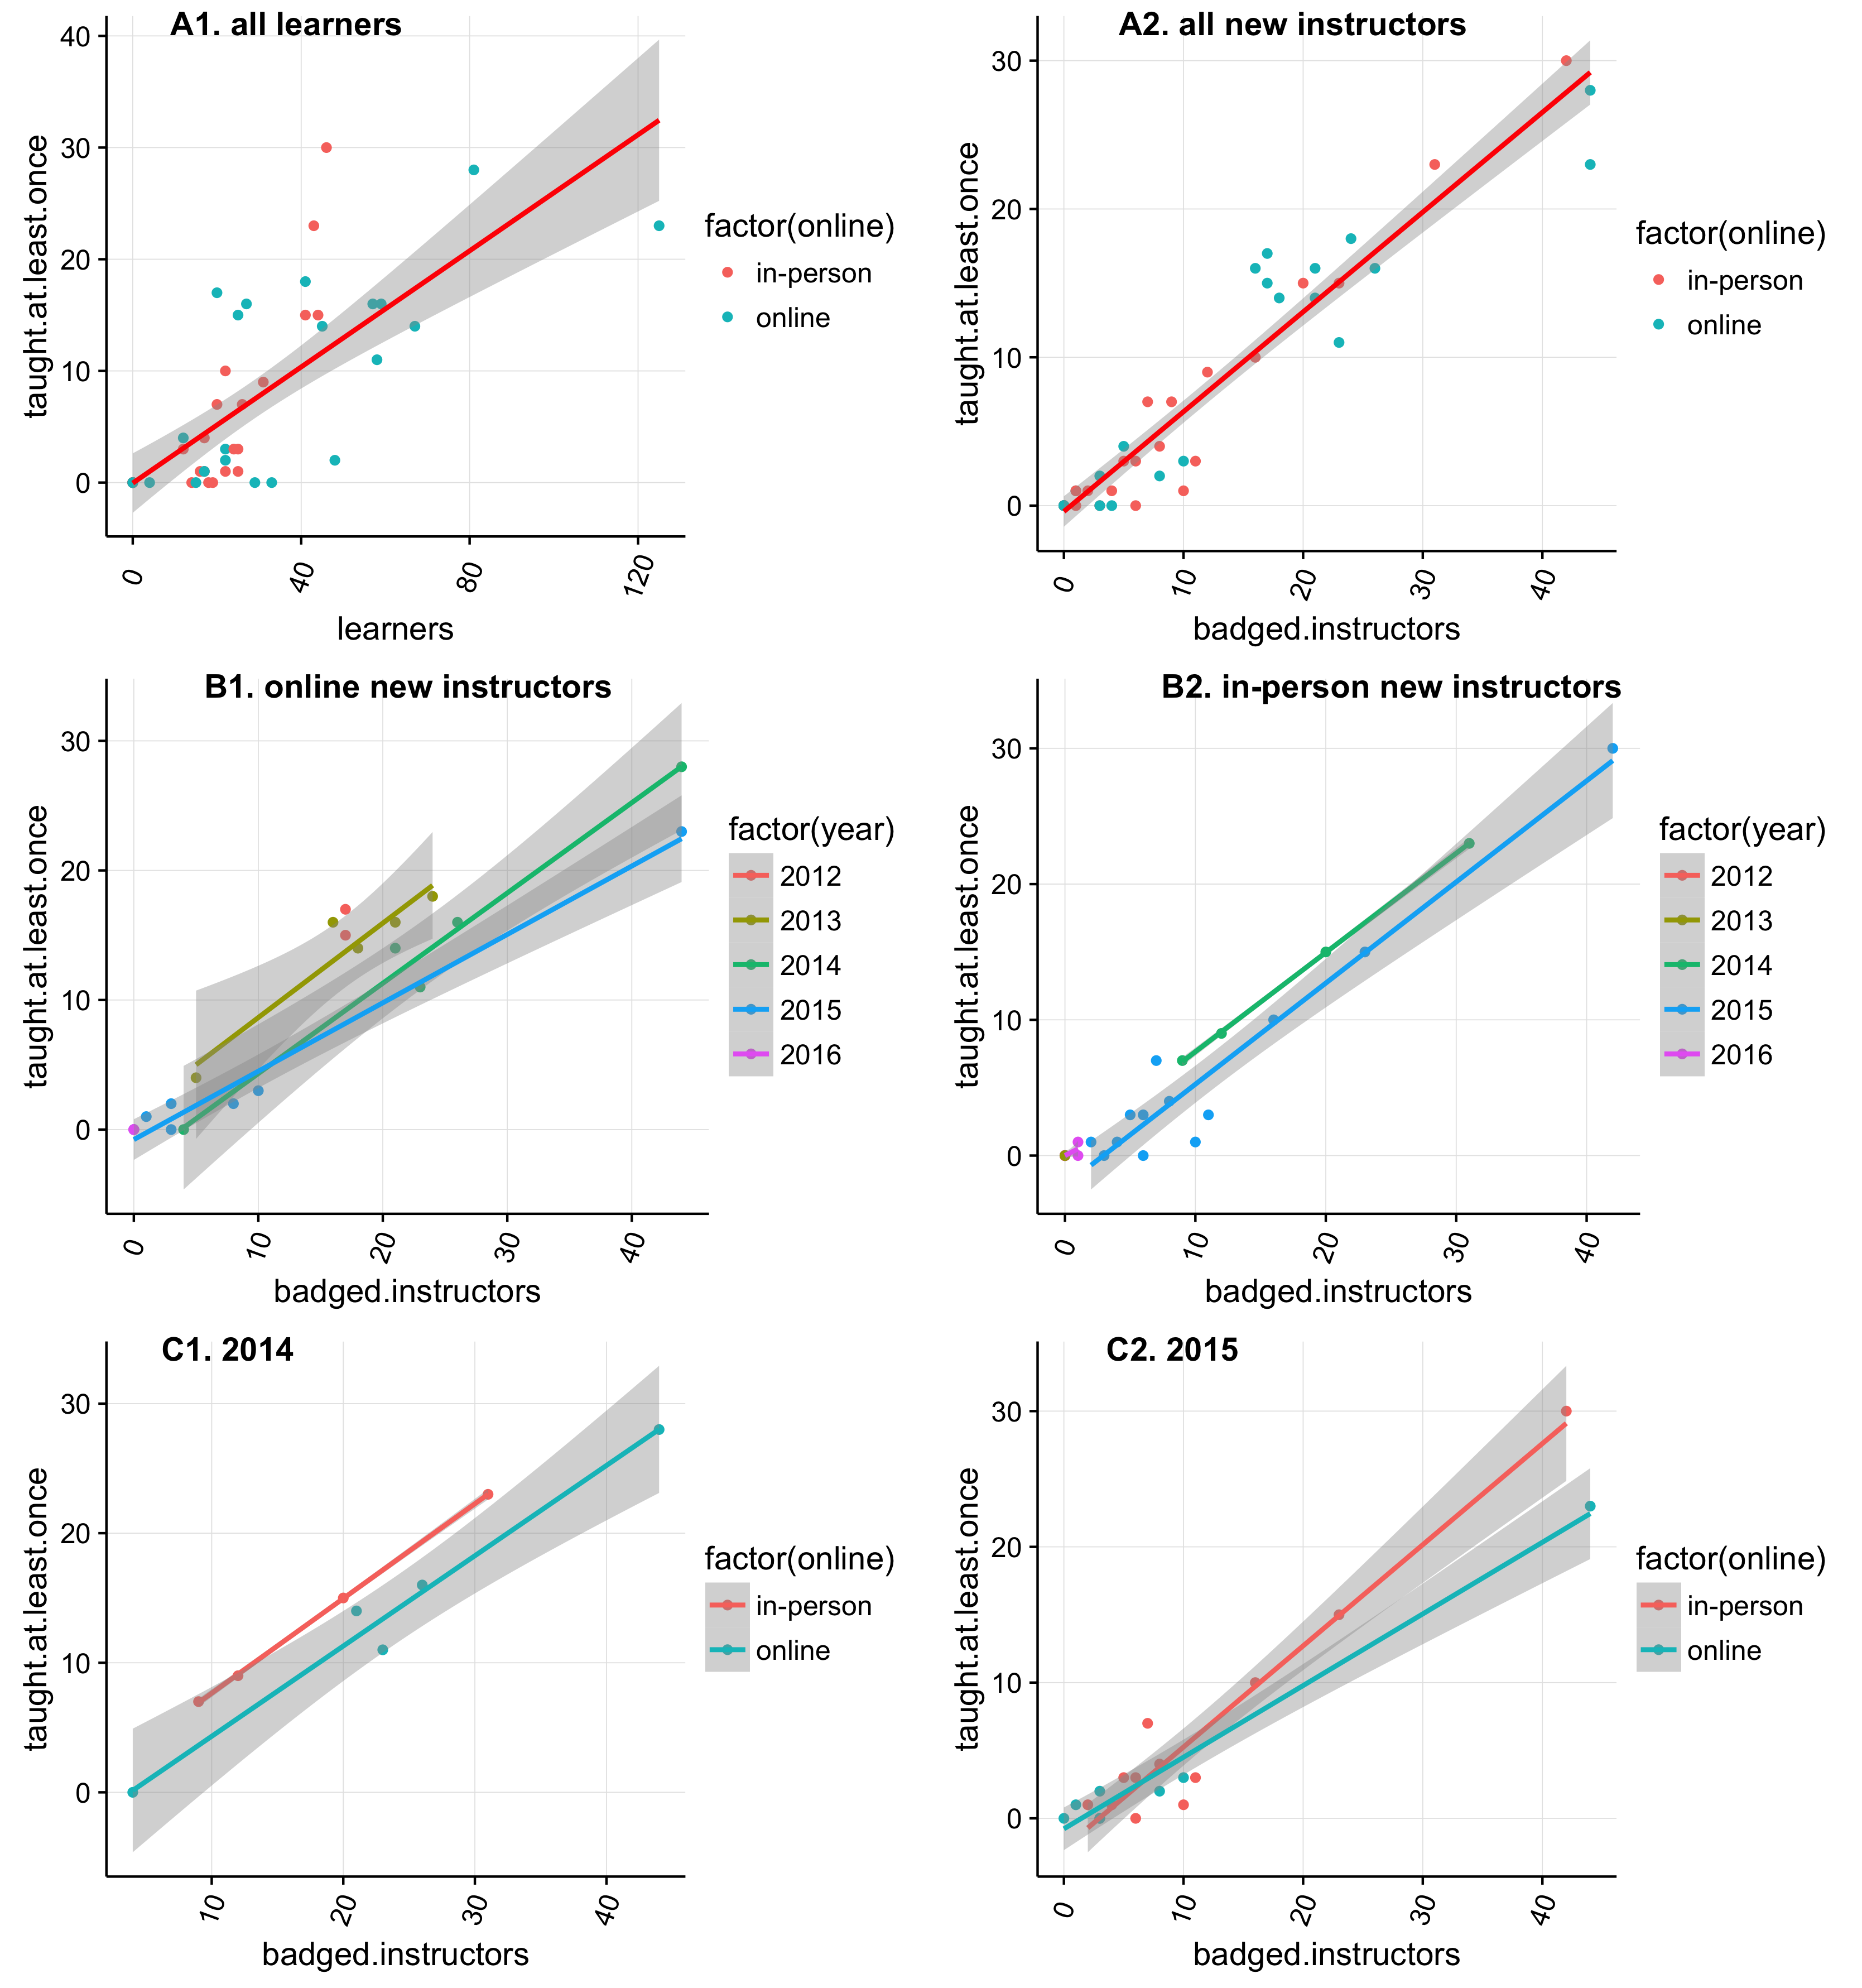 A1. all learners
40
30
20
10
0
taught.at.least.once
0
40
80
120
learners
factor(online)
in-person
online
A2. all new instructors
30
20
10
0
taught.at.least.once
0
10
20
30
40
badged.instructors
factor(online)
in-person
online
B1. online new instructors
30
20
10
0
taught.at.least.once
0
10
20
30
40
badged.instructors
factor(year)
2012
2013
2014
2015
2016
B2. in-person new instructors
30
20
10
0
taught.at.least.once
0
10
20
30
40
badged.instructors
factor(year)
2012
2013
2014
2015
2016
C1. 2014
30
20
10
0
taught.at.least.once
10
20
30
40
badged.instructors
factor(online)
in-person
online
C2. 2015
30
20
10
0
taught.at.least.once
0
10
20
30
40
badged.instructors
factor(online)
in-person
online